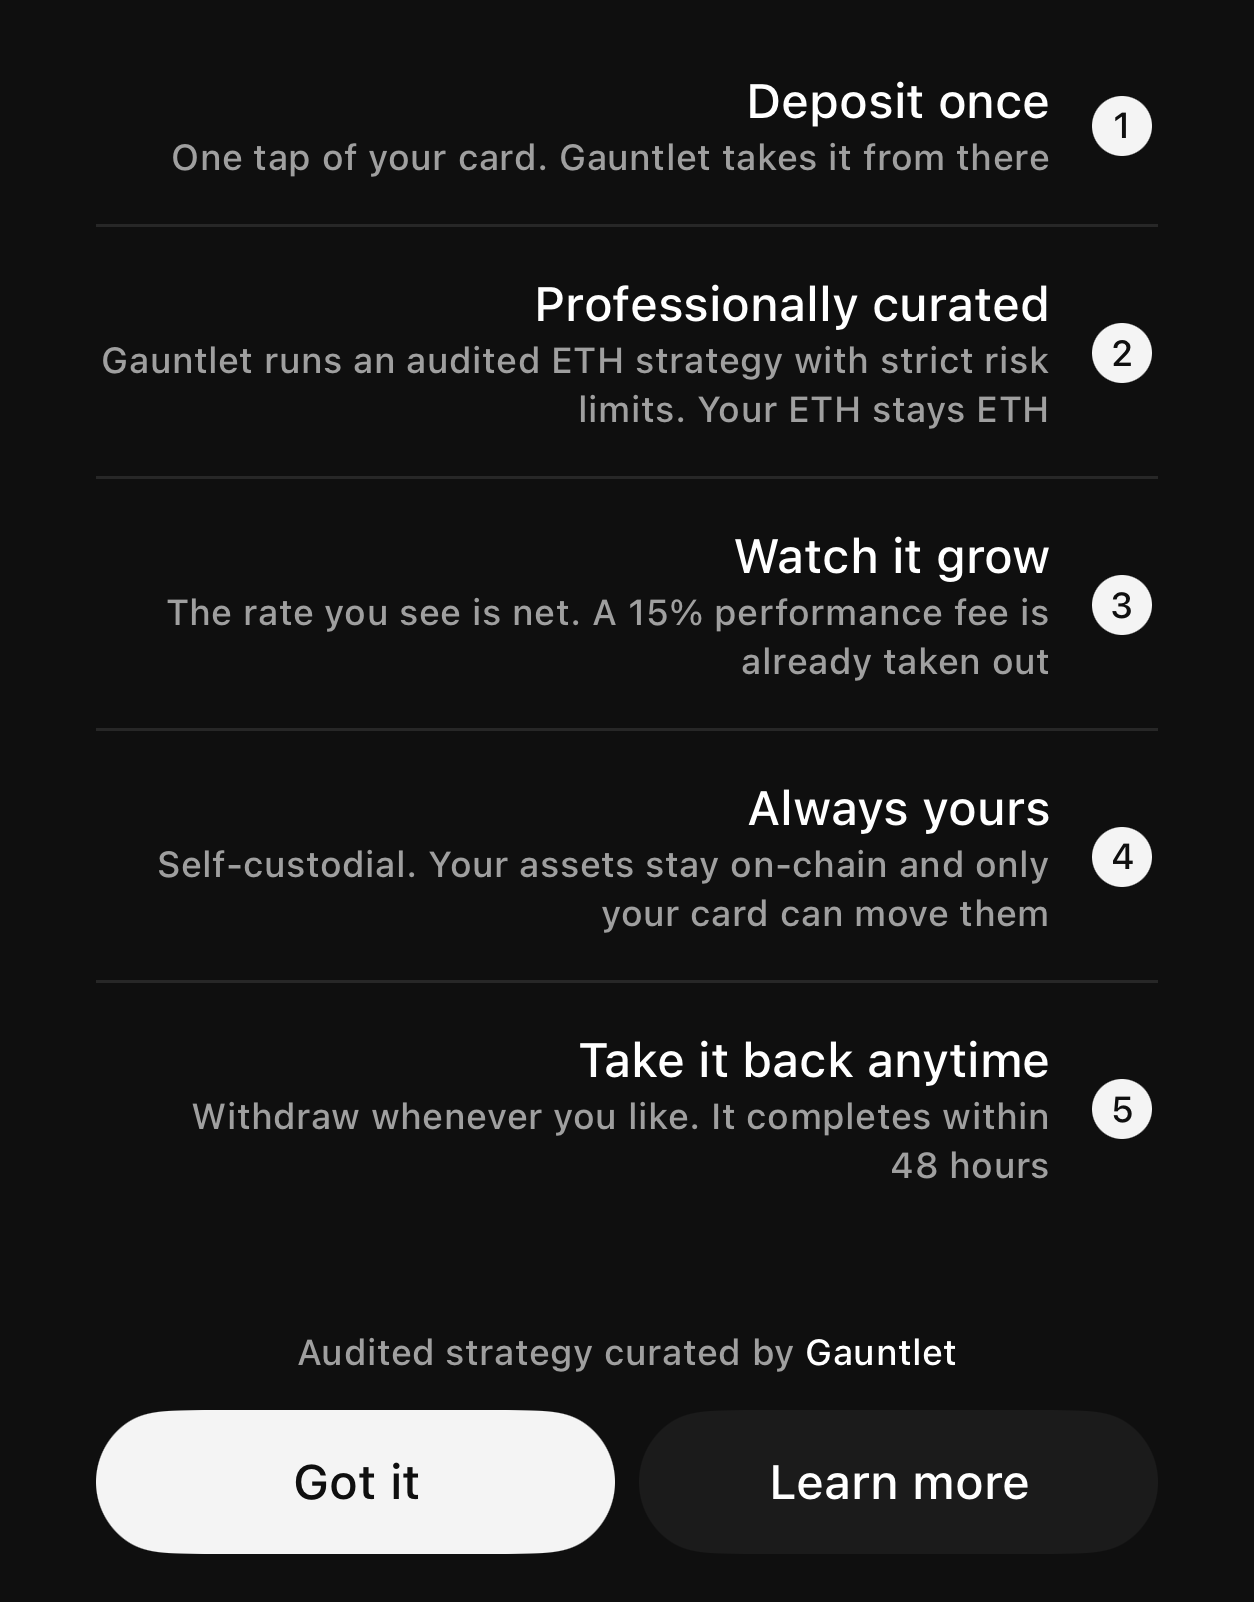 Deposit once
1
One tap of your card. Gauntlet takes it from there
Professionally curated
2
Gauntlet runs an audited ETH strategy with strict risk
limits. Your ETH stays ETH
Watch it grow
3
The rate you see is net. A 15% performance fee is
already taken out
Always yours
4
Self-custodial. Your assets stay on-chain and only
your card can move them
Take it back anytime
5
Withdraw whenever you like. It completes within
48 hours
Audited strategy curated by Gauntlet
Got it
Learn more